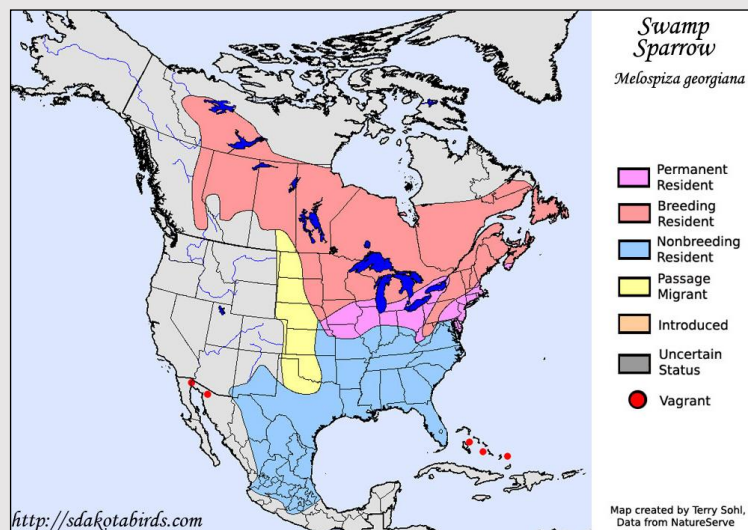 Swamp
Sparrow
Melospiza georgiana
Permanent
Resident
Breeding
Resident
Nonbreeding
Resident
Passage
Migrant
Introduced
Uncertain
Status
Vagrant
http://sdakotabirds.com
Map created by Terry Sohl,
Data from NatureServe